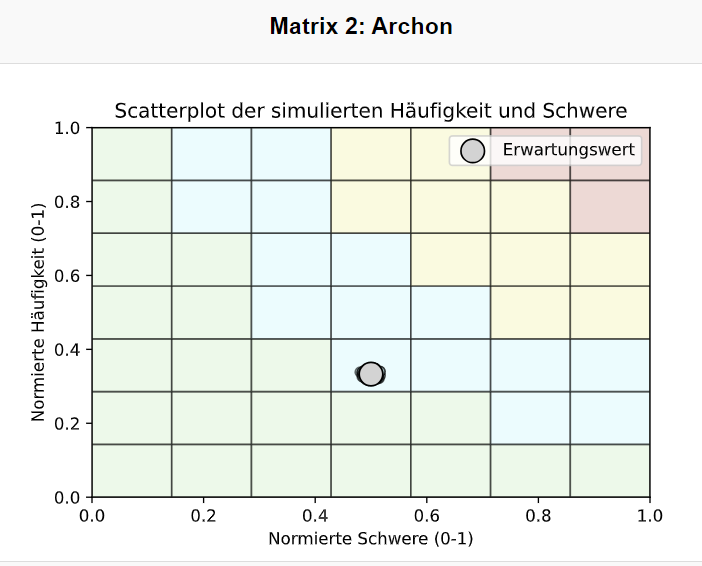 Matrix 2: Archon
Scatterplot der simulierten Häufigkeit und Schwere
Erwartungswert
Normierte Häufigkeit (0-1)
1.0
0.8
0.6
0.4
0.2
0.0
0.0 0.2 0.4 0.6 0.8 1.0
Normierte Schwere (0-1)